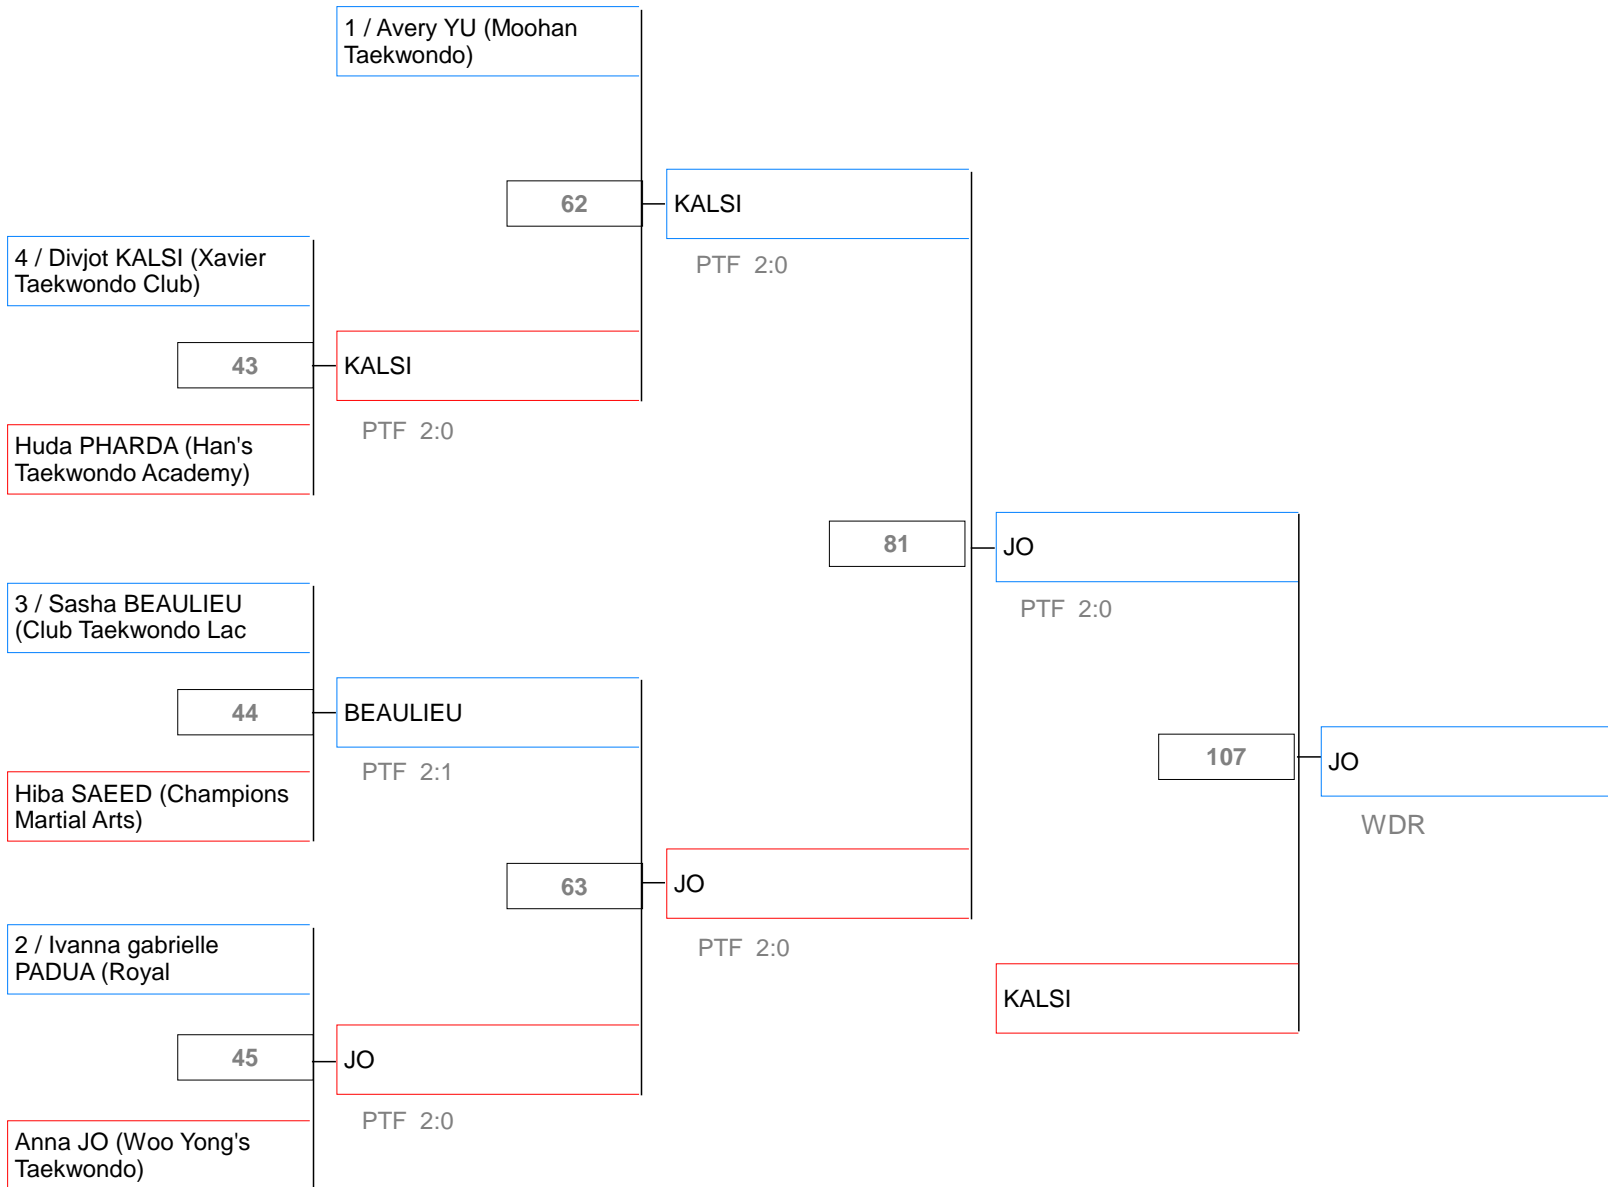 1 / Avery YU (Moohan
Taekwondo)
62
KALSI
PTF 2:0
4 / Divjot KALSI (Xavier
Taekwondo Club)
43
KALSI
PTF 2:0
Huda PHARDA (Han's
Taekwondo Academy)
81
JO
PTF 2:0
3 / Sasha BEAULIEU
(Club Taekwondo Lac
44
BEAULIEU
PTF 2:1
Hiba SAEED (Champions
Martial Arts)
107
JO
WDR
63
JO
PTF 2:0
2 / Ivanna gabrielle
PADUA (Royal
KALSI
45
JO
PTF 2:0
Anna JO (Woo Yong's
Taekwondo)